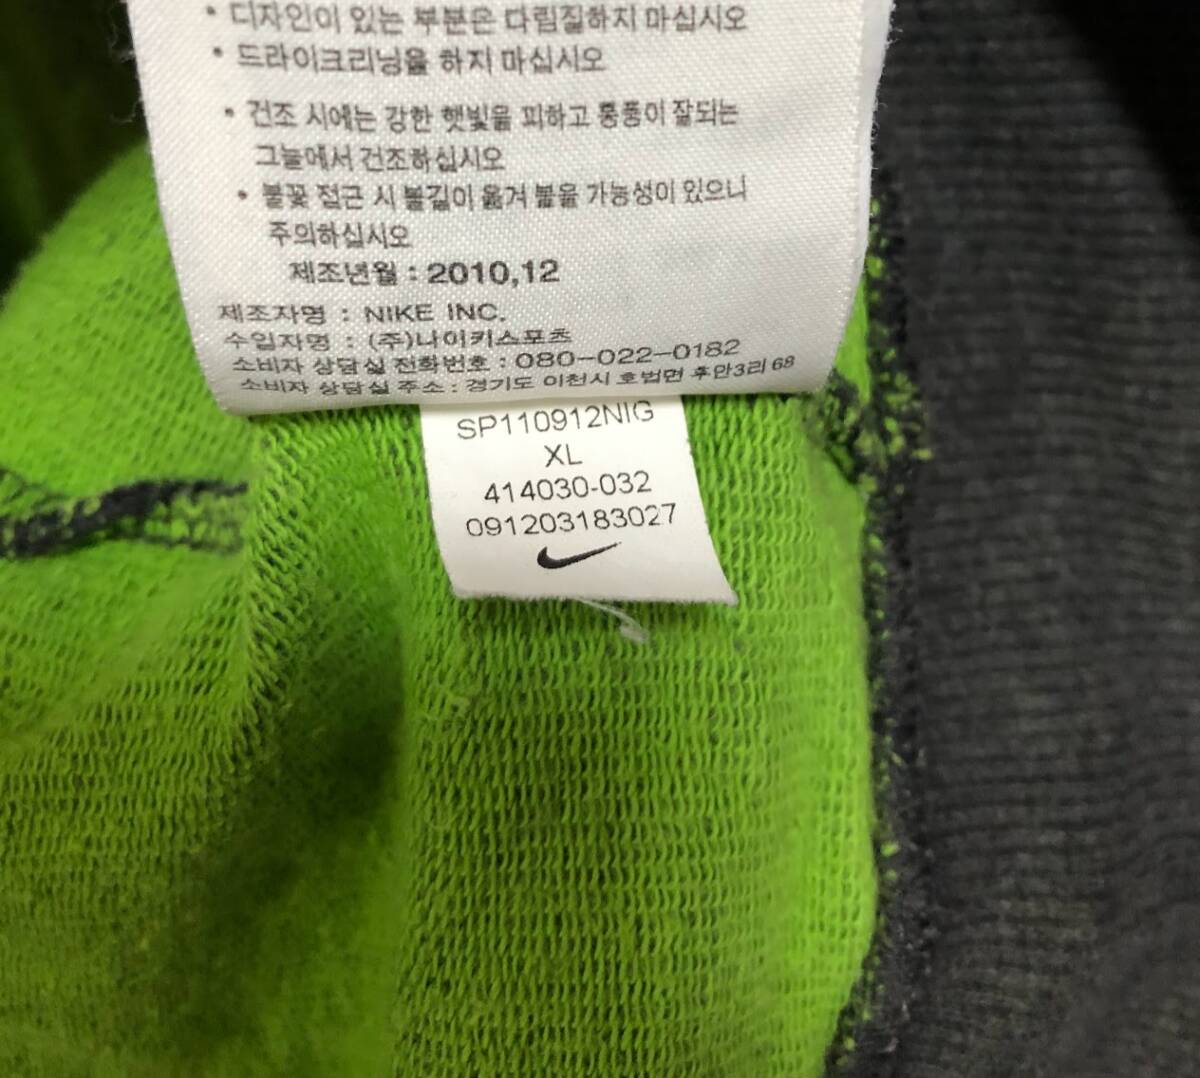 • 디자인이 있는 부분은 다림질하지 마십시오
• 드라이크리닝을 하지 마십시오
• 건조 시에는 강한 햇빛을 피하고 통풍이 잘되는
그늘에서 건조하십시오
• 불꽃 접근 시 불길이 옮겨 붙을 가능성이 있으니
주의하십시오
제조년월 : 2010,12
제조자명 : NIKE INC.
수입자명 : (주)나이키스포츠
소비자 상담실 전화번호 : 080-022-0182
소비자 상담실 주소 : 경기도 이천시 호법면 후안3리 68
SP110912NIG
XL
414030-032
091203183027